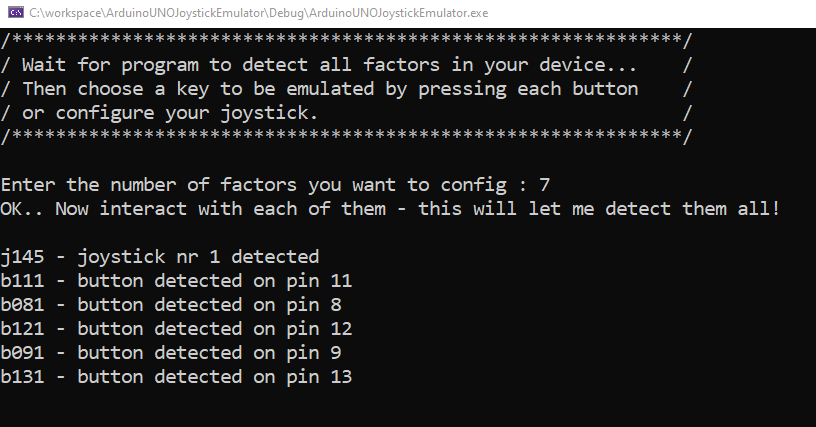 C:\workspace\ArduinoUNOJoystickEmulator\Debug\ArduinoUNOJoystickEmulator.exe
/*************************************************************/
/ Wait for program to detect all factors in your device...    /
/ Then choose a key to be emulated by pressing each button    /
/ or configure your joystick.                                 /
/*************************************************************/
Enter the number of factors you want to config : 7
OK.. Now interact with each of them - this will let me detect them all!
j145 - joystick nr 1 detected
b111 - button detected on pin 11
b081 - button detected on pin 8
b121 - button detected on pin 12
b091 - button detected on pin 9
b131 - button detected on pin 13